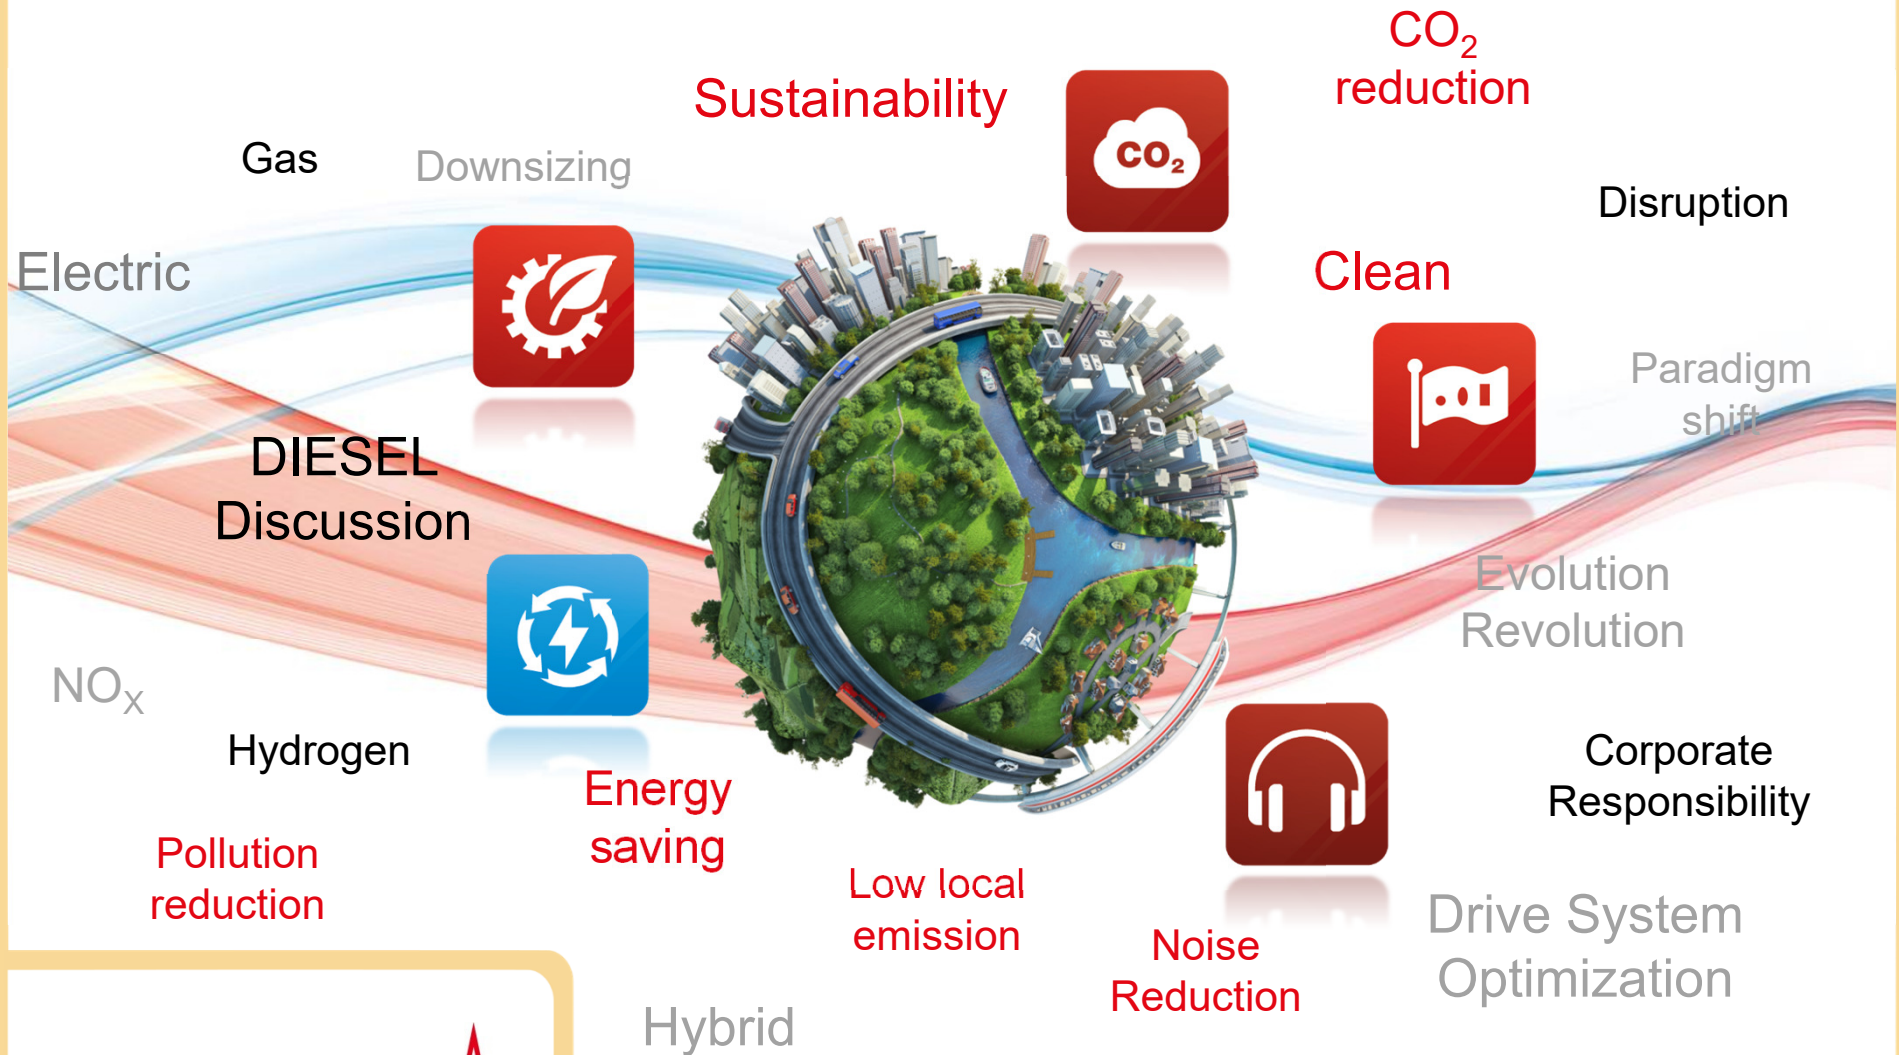 CO₂
reduction
Sustainability
CO₂
Gas
Downsizing
Disruption
Electric
Clean
Paradigm
shift
DIESEL
Discussion
Evolution
Revolution
NOₓ
Hydrogen
Energy
saving
Corporate
Responsibility
Pollution
reduction
Low local
emission
Noise
Reduction
Drive System
Optimization
Hybrid